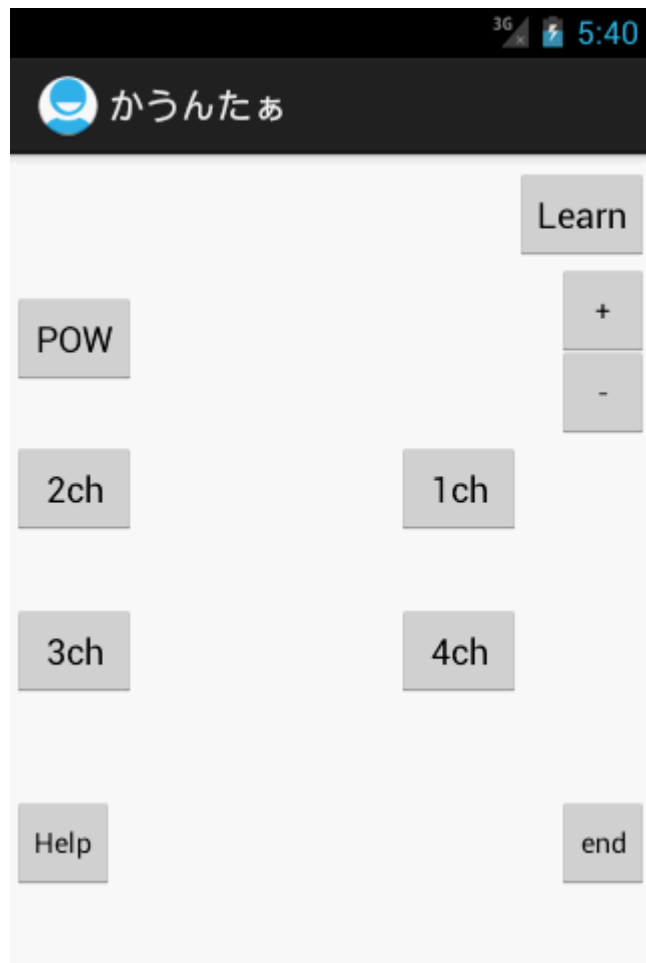 3G 5:40
かうんたぁ
Learn
+
POW
-
2ch 1ch
3ch 4ch
Help end